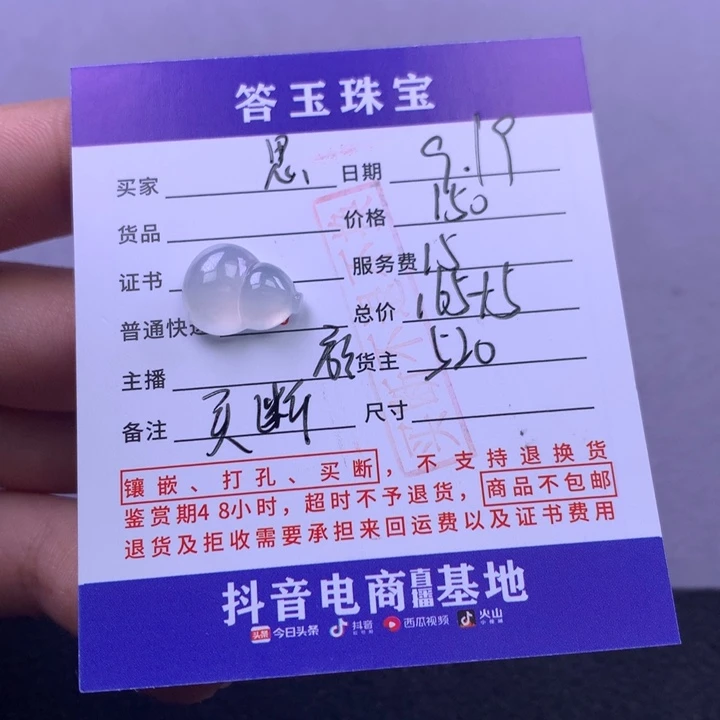 答玉珠宝
买家 思 日期 9.19
货品 价格 150
证书 服务费 15
普通快递 总价 165+15
主播 货主 520
备注 买断 尺寸
镶嵌、打孔、买断，不支持退换货
鉴赏期48小时，超时不予退货，商品不包邮
退货及拒收需要承担来回运费以及证书费用
抖音电商直播基地
头条 今日头条 抖音 西瓜视频 火山